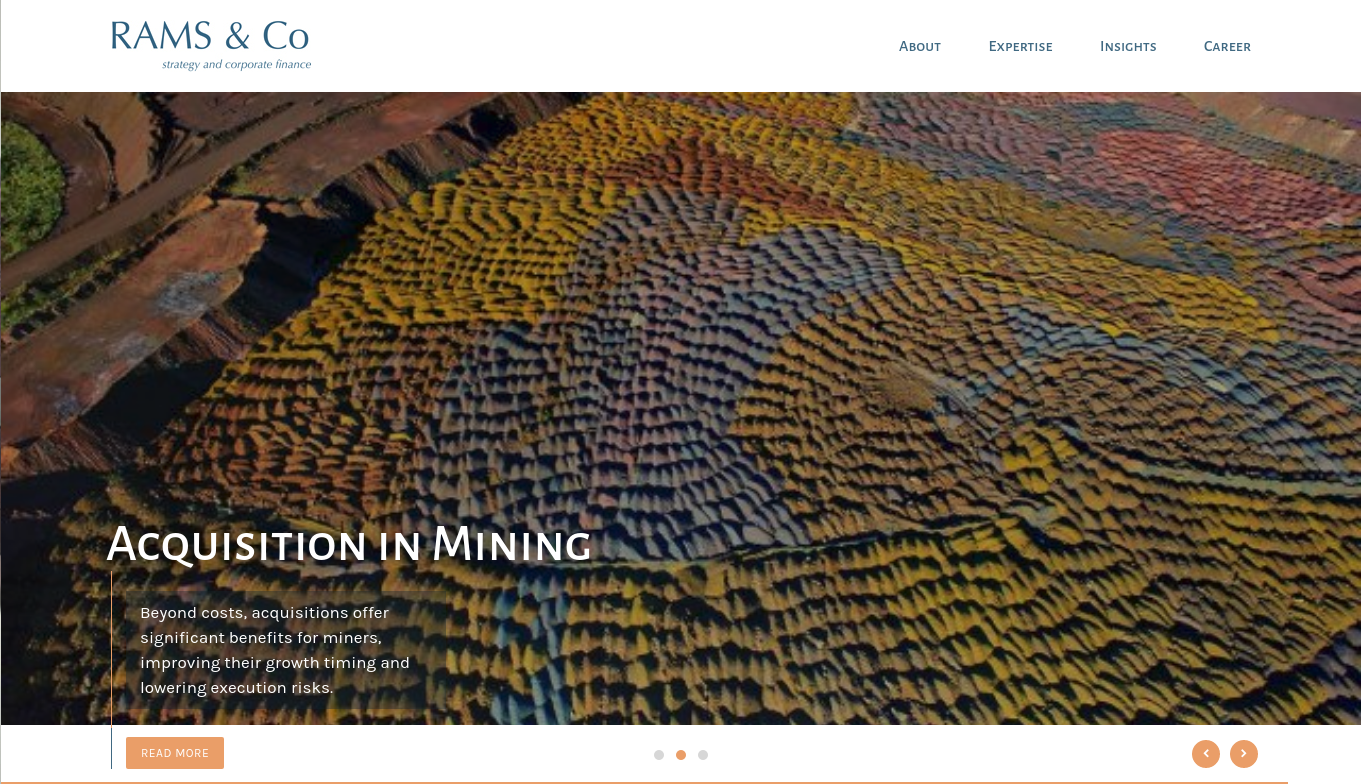 RAMS & Co
strategy and corporate finance
About
Expertise
Insights
Career
Acquisition in Mining
Beyond costs, acquisitions offer
significant benefits for miners,
improving their growth timing and
lowering execution risks.
READ MORE